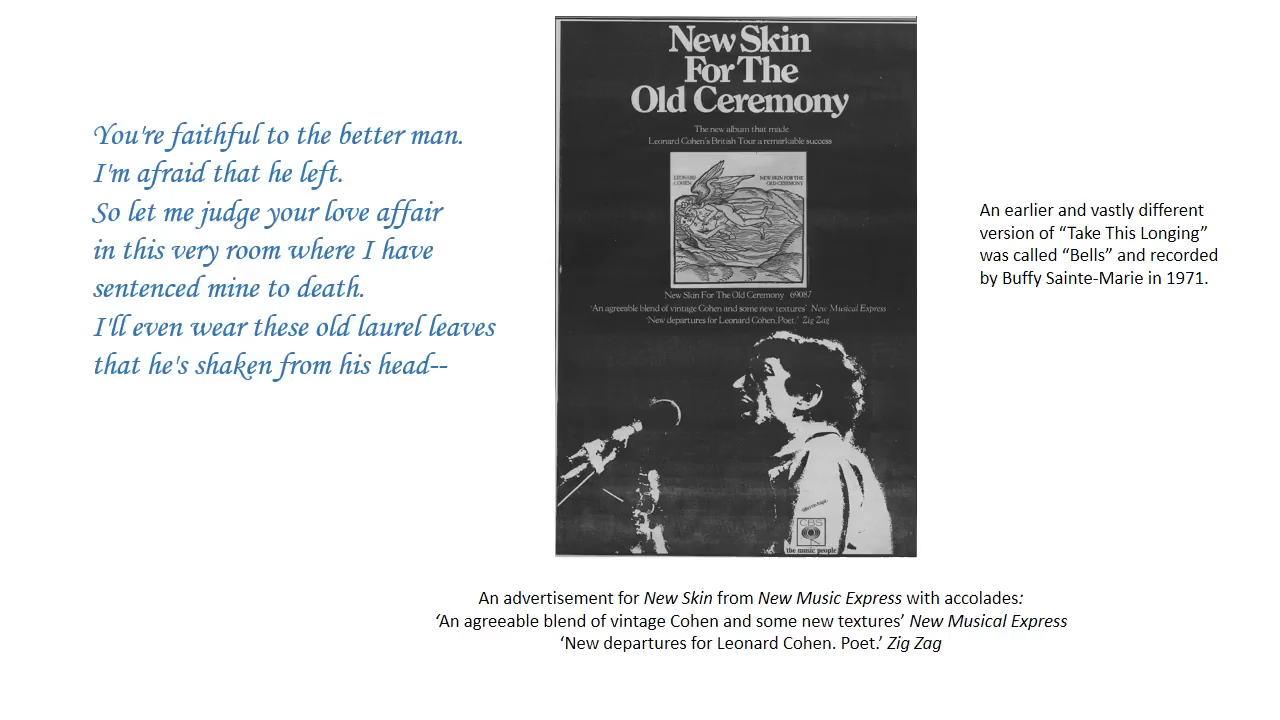 You're faithful to the better man.
I'm afraid that he left.
So let me judge your love affair
in this very room where I have
sentenced mine to death.
I'll even wear these old laurel leaves
that he's shaken from his head--
New Skin
For The
Old Ceremony
The new album that made
Leonard Cohen's British Tour a remarkable success
LEONARD
COHEN
NEW SKIN FOR THE
OLD CEREMONY
New Skin For The Old Ceremony 69087
'An agreeable blend of vintage Cohen and some new textures' New Musical Express
'New departures for Leonard Cohen. Poet.' Zig Zag
CBS
the music people
An earlier and vastly different
version of “Take This Longing”
was called “Bells” and recorded
by Buffy Sainte-Marie in 1971.
An advertisement for New Skin from New Music Express with accolades:
‘An agreeable blend of vintage Cohen and some new textures’ New Musical Express
‘New departures for Leonard Cohen. Poet.’ Zig Zag